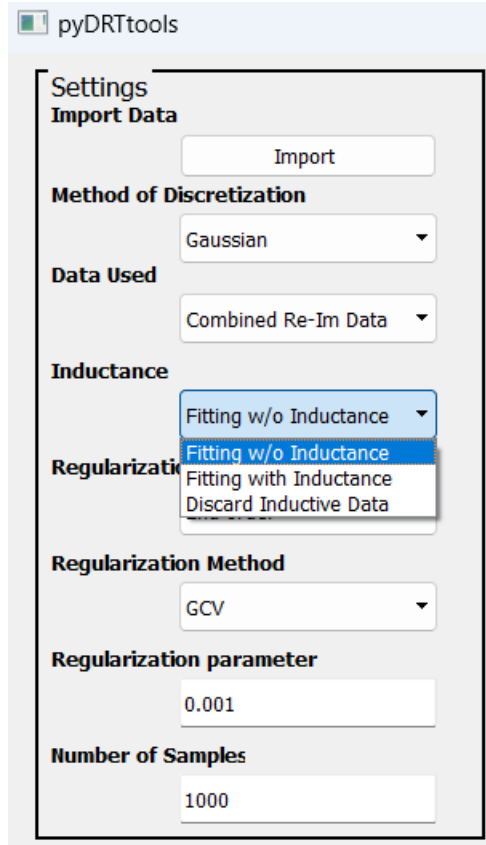 pyDRTtools
Settings
Import Data
Import
Method of Discretization
Gaussian
Data Used
Combined Re-Im Data
Inductance
Fitting w/o Inductance
Fitting w/o Inductance
Regularizati
Fitting with Inductance
Discard Inductive Data
Regularization Method
GCV
Regularization parameter
0.001
Number of Samples
1000